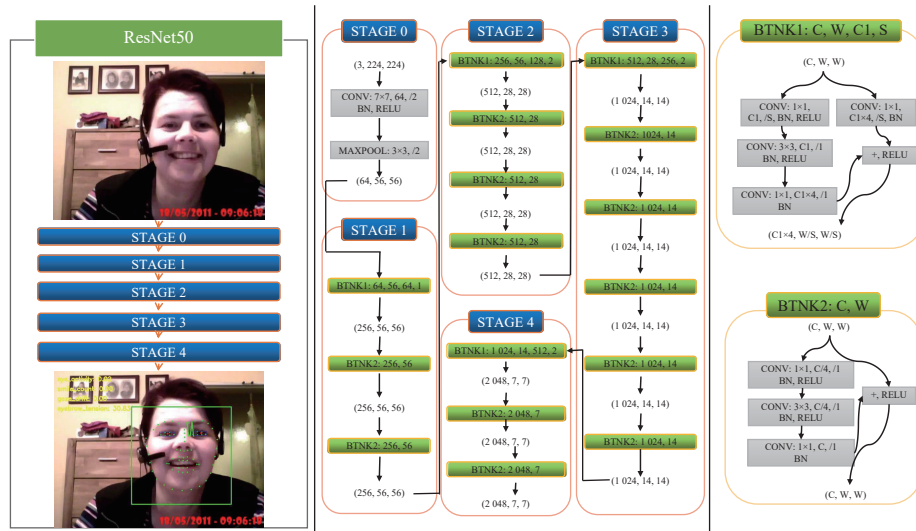 ResNet50
18/06/2011 - 09:06:18
STAGE 0
STAGE 1
STAGE 2
STAGE 3
STAGE 4
18/06/2011 - 09:06:18
STAGE 0
(3, 224, 224)
CONV: 7×7, 64, /2
BN, RELU
MAXPOOL: 3×3, /2
(64, 56, 56)
STAGE 1
BTNK1: 64, 56, 64, 1
(256, 56, 56)
BTNK2: 256, 56
(256, 56, 56)
BTNK2: 256, 56
(256, 56, 56)
STAGE 2
BTNK1: 256, 56, 128, 2
(512, 28, 28)
BTNK2: 512, 28
(512, 28, 28)
BTNK2: 512, 28
(512, 28, 28)
BTNK2: 512, 28
(512, 28, 28)
STAGE 4
BTNK1: 1 024, 14, 512, 2
(2 048, 7, 7)
BTNK2: 2 048, 7
(2 048, 7, 7)
BTNK2: 2 048, 7
(2 048, 7, 7)
STAGE 3
BTNK1: 512, 28, 256, 2
(1 024, 14, 14)
BTNK2: 1024, 14
(1 024, 14, 14)
BTNK2: 1 024, 14
(1 024, 14, 14)
BTNK2: 1 024, 14
(1 024, 14, 14)
BTNK2: 1 024, 14
(1 024, 14, 14)
BTNK2: 1 024, 14
(1 024, 14, 14)
BTNK1: C, W, C1, S
(C, W, W)
CONV: 1×1,
C1, /S, BN, RELU
CONV: 1×1,
C1×4, /S, BN
CONV: 3×3, C1, /1
BN, RELU
+, RELU
CONV: 1×1, C1×4, /1
BN
(C1×4, W/S, W/S)
BTNK2: C, W
(C, W, W)
CONV: 1×1, C/4, /1
BN, RELU
+, RELU
CONV: 3×3, C/4, /1
BN, RELU
CONV: 1×1, C, /1
BN
(C, W, W)